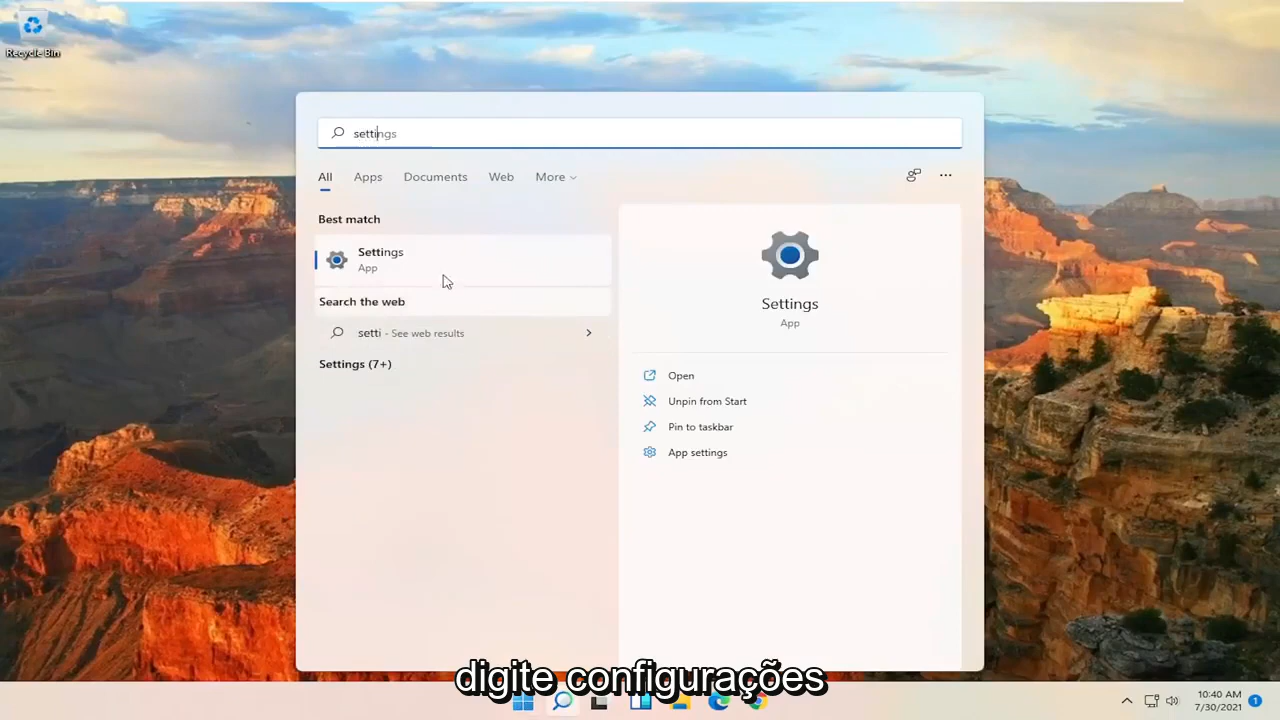 Recycle Bin
settings
All
Apps
Documents
Web
More
Best match
Settings
App
Search the web
setti - See web results
Settings (7+)
Settings
App
Open
Unpin from Start
Pin to taskbar
App settings
digite configurações
10:40 AM
7/30/2021
1